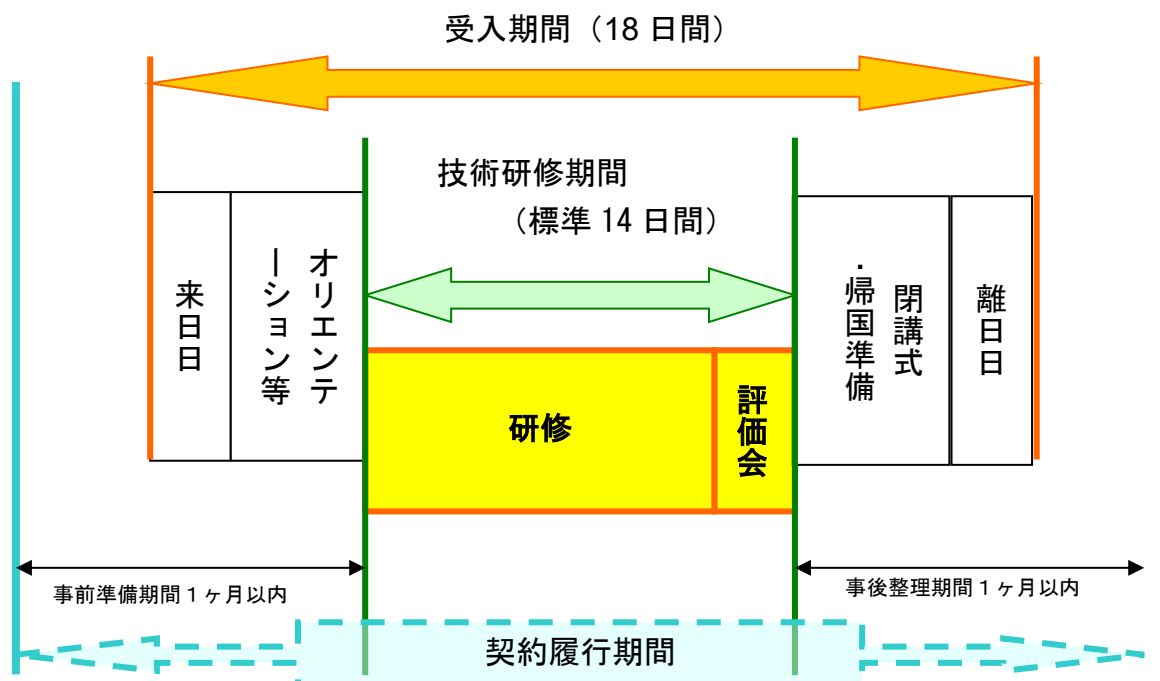 受入期間（18 日間）
技術研修期間
（標準 14 日間）
来日日
オリエンテ
ーション等
研修
評価会
閉講式
・帰国準備
離日日
事前準備期間１ヶ月以内
事後整理期間１ヶ月以内
契約履行期間